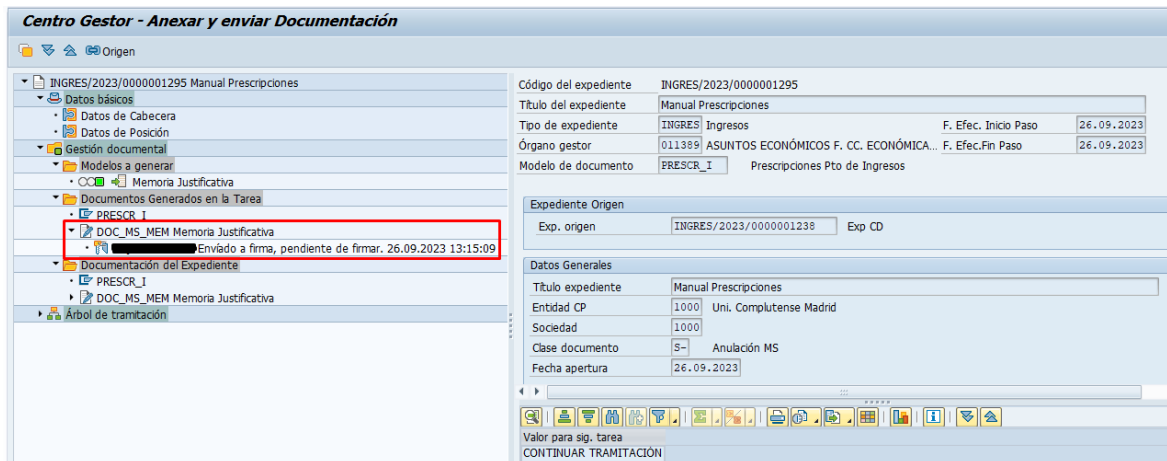 Centro Gestor - Anexar y enviar Documentación
Origen
INGRES/2023/0000001295 Manual Prescripciones
Datos básicos
Datos de Cabecera
Datos de Posición
Gestión documental
Modelos a generar
Memoria Justificativa
Documentos Generados en la Tarea
PRESCR_I
DOC_MS_MEM Memoria Justificativa
Envíado a firma, pendiente de firmar. 26.09.2023 13:15:09
Documentación del Expediente
PRESCR_I
DOC_MS_MEM Memoria Justificativa
Árbol de tramitación
Código del expediente INGRES/2023/0000001295
Título del expediente Manual Prescripciones
Tipo de expediente INGRES Ingresos F. Efec. Inicio Paso 26.09.2023
Órgano gestor 011389 ASUNTOS ECONÓMICOS F. CC. ECONÓMICA... F. Efec.Fin Paso 26.09.2023
Modelo de documento PRESCR_I Prescripciones Pto de Ingresos
Expediente Origen
Exp. origen INGRES/2023/0000001238 Exp CD
Datos Generales
Título expediente Manual Prescripciones
Entidad CP 1000 Uni. Complutense Madrid
Sociedad 1000
Clase documento S- Anulación MS
Fecha apertura 26.09.2023
Valor para sig. tarea
CONTINUAR TRAMITACIÓN